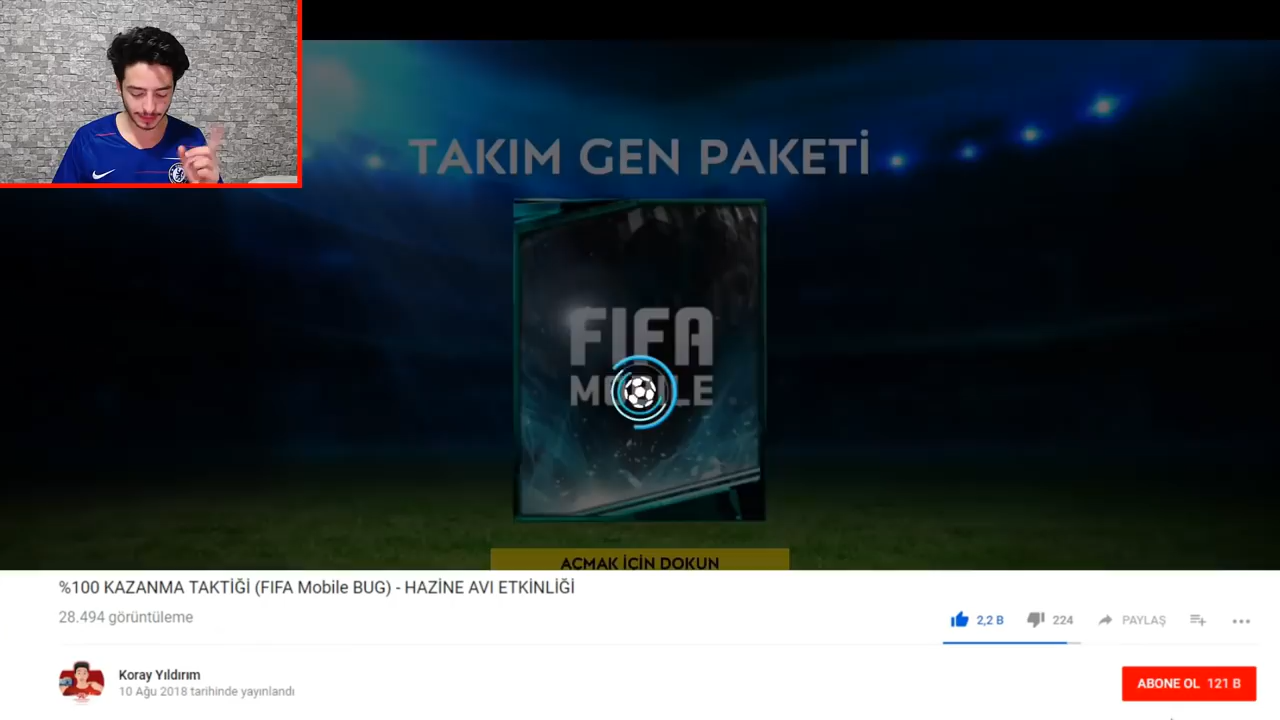 TAKIM GEN PAKETİ
FIFA
MOBILE
AÇMAK İÇİN DOKUN
%100 KAZANMA TAKTİĞİ (FIFA Mobile BUG) - HAZİNE AVI ETKİNLİĞİ
28.494 görüntüleme
2,2 B
224
PAYLAŞ
Koray Yıldırım
10 Ağu 2018 tarihinde yayınlandı
ABONE OL 121 B